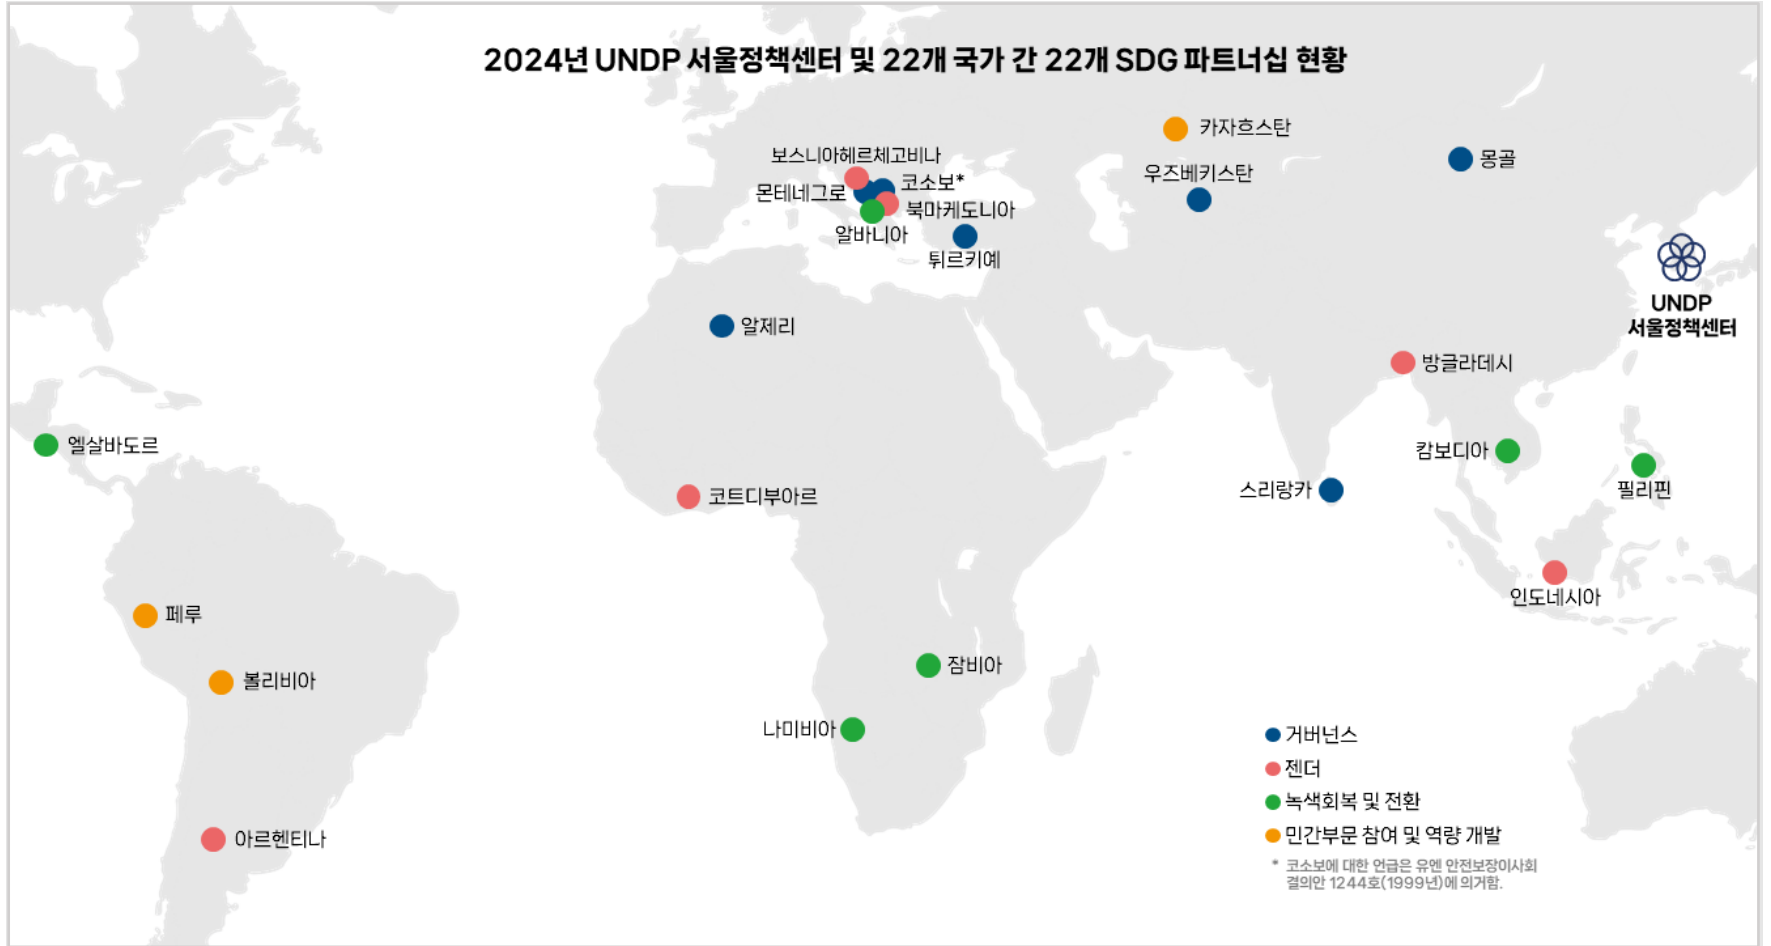 2024년 UNDP 서울정책센터 및 22개 국가 간 22개 SDG 파트너십 현황
카자흐스탄
보스니아헤르체고비나
몽골
우즈베키스탄
코소보*
몬테네그로
북마케도니아
알바니아
튀르키예
UNDP
서울정책센터
알제리
방글라데시
엘살바도르
캄보디아
필리핀
스리랑카
코트디부아르
인도네시아
페루
잠비아
볼리비아
나미비아
아르헨티나
거버넌스
젠더
녹색회복 및 전환
민간부문 참여 및 역량 개발
* 코소보에 대한 언급은 유엔 안전보장이사회
결의안 1244호(1999년)에 의거함.